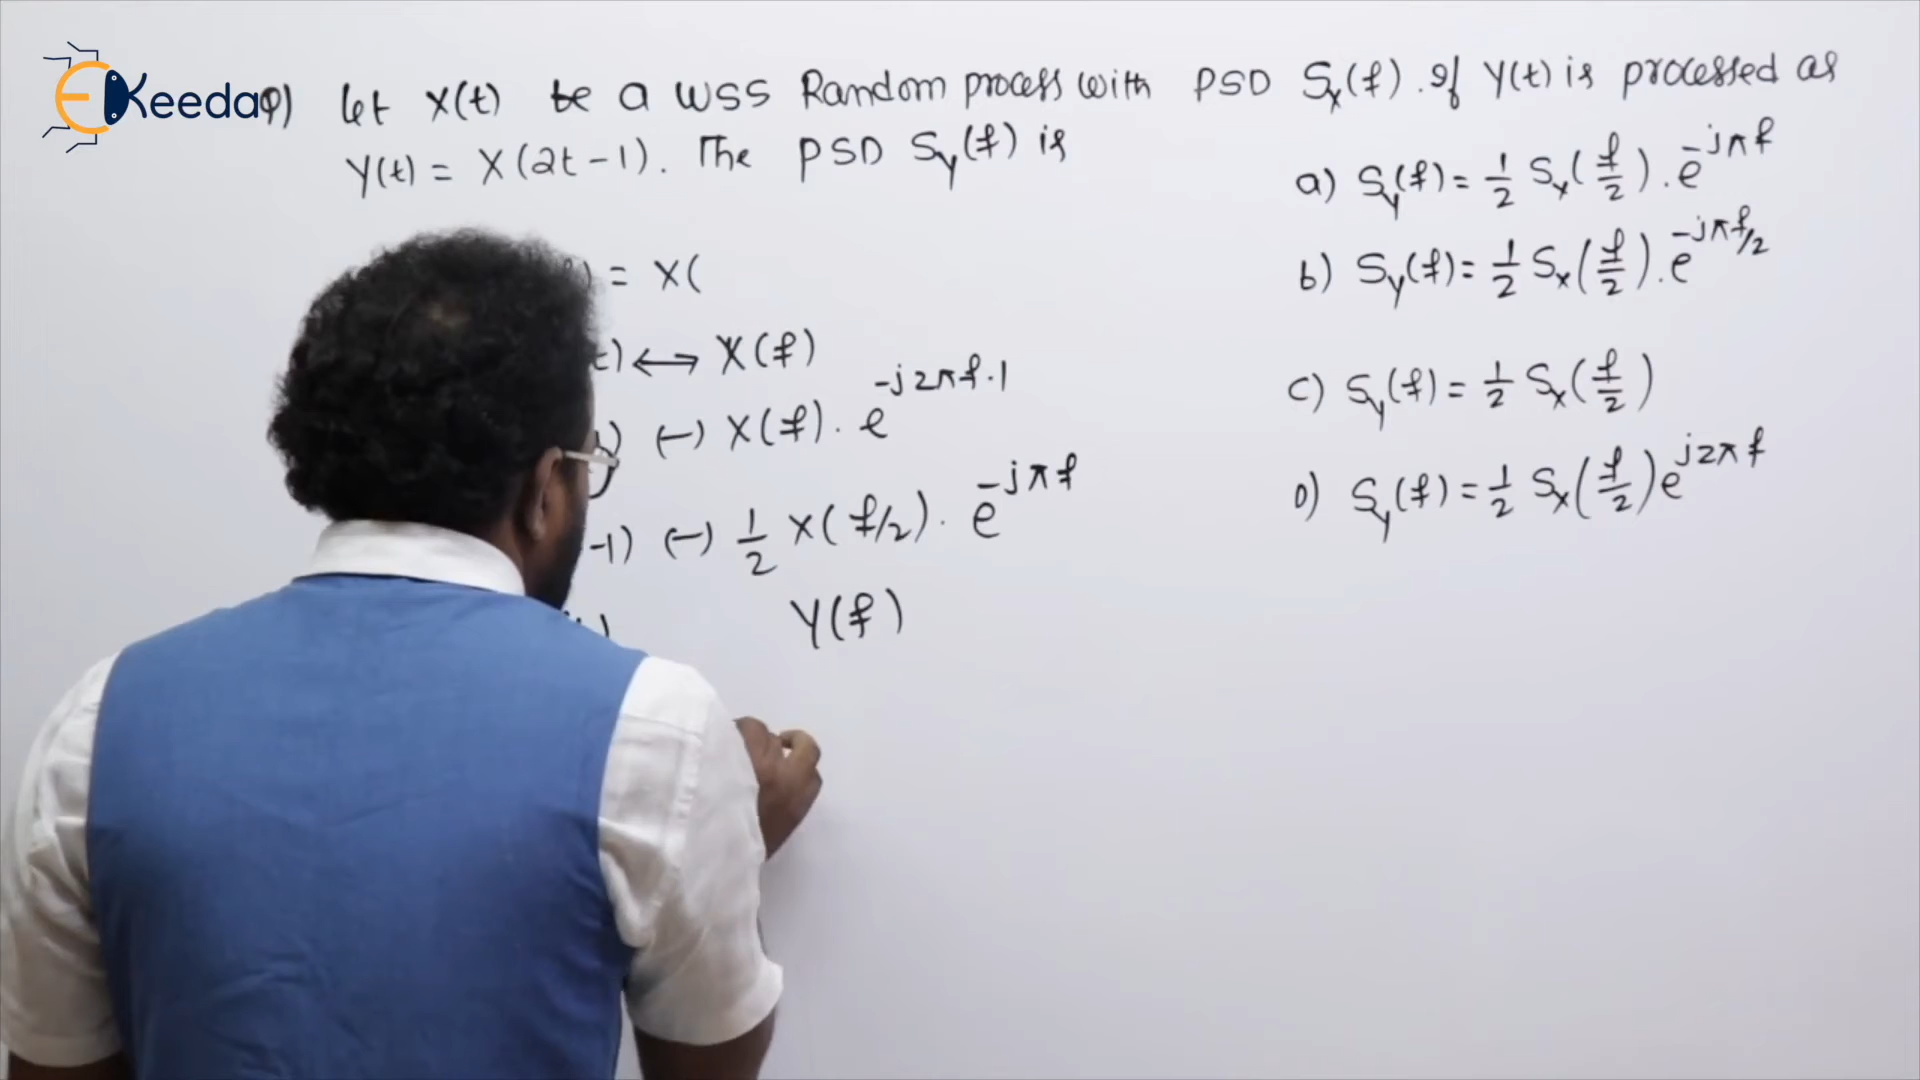 EKeeda
Q) Let X(t) be a WSS Random process with PSD Sx(f). If Y(t) is processed as
Y(t) = X(2t-1). The PSD Sy(f) is
a) Sy(f) = 1/2 Sx(f/2) . e^-jπf
b) Sy(f) = 1/2 Sx(f/2) . e^-jπf/2
c) Sy(f) = 1/2 Sx(f/2)
D) Sy(f) = 1/2 Sx(f/2) e^j2πf
) = X(
t) ↔ X(f)
) ↔ X(f) . e^-j2πf.1
-1) ↔ 1/2 X(f/2) . e^-jπf
Y(f)